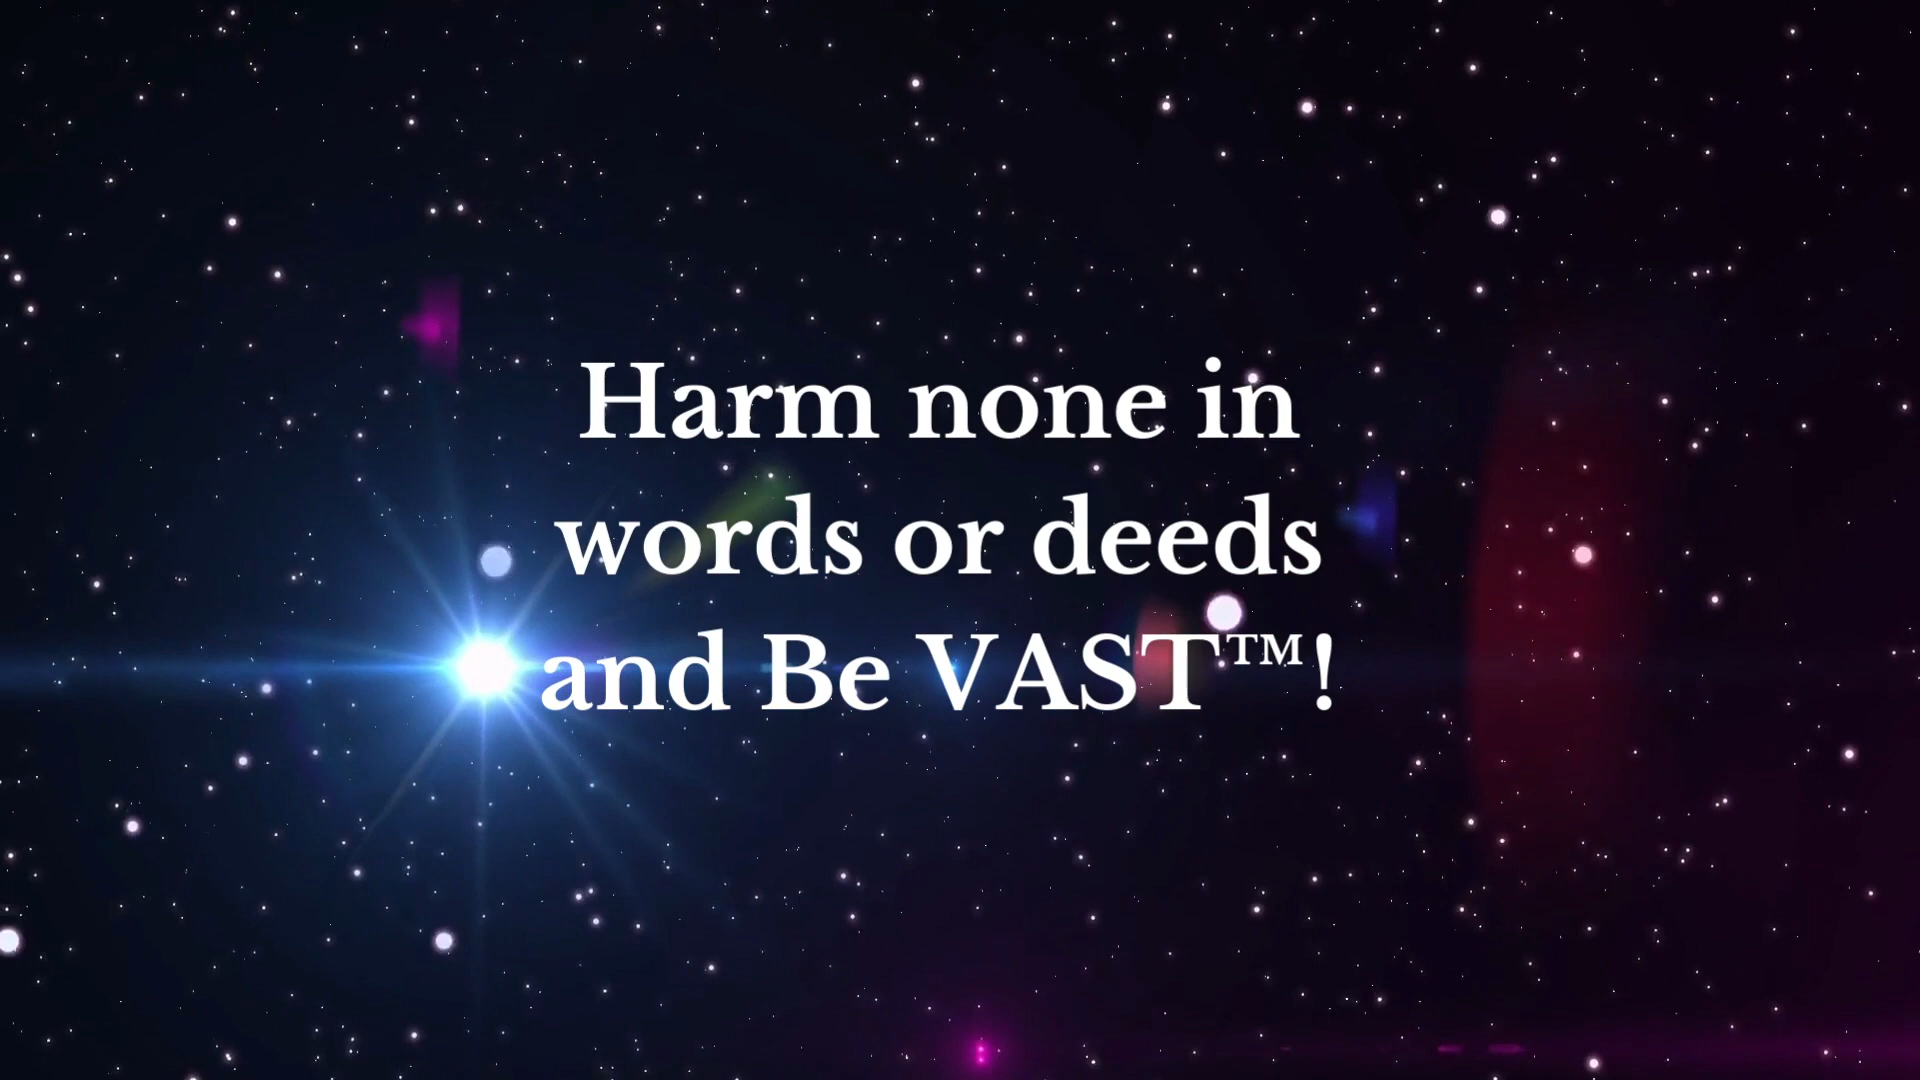 Harm none in
words or deeds
and Be VAST™!